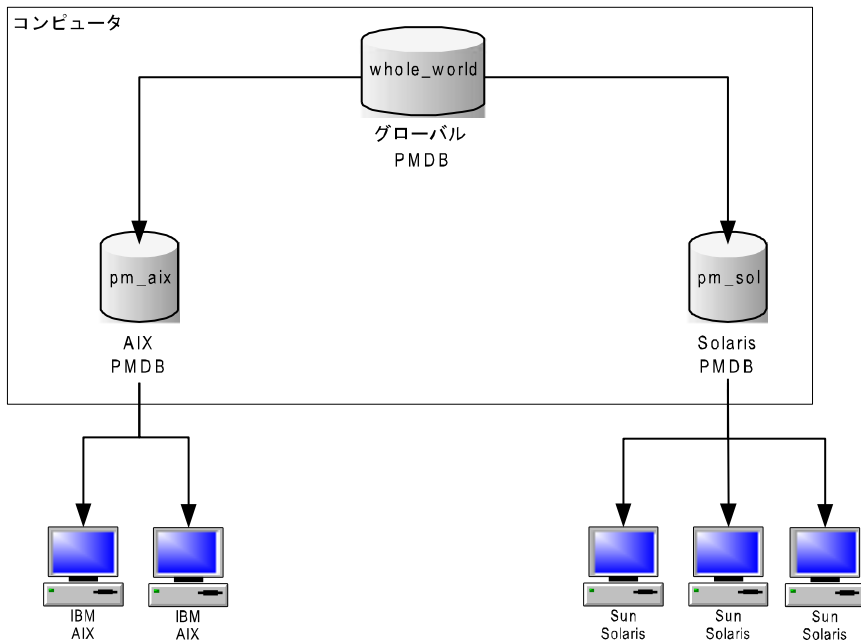 コンピュータ
whole_world
グローバル
PMDB
pm_aix
pm_sol
AIX
PMDB
Solaris
PMDB
IBM
AIX
IBM
AIX
Sun
Solaris
Sun
Solaris
Sun
Solaris